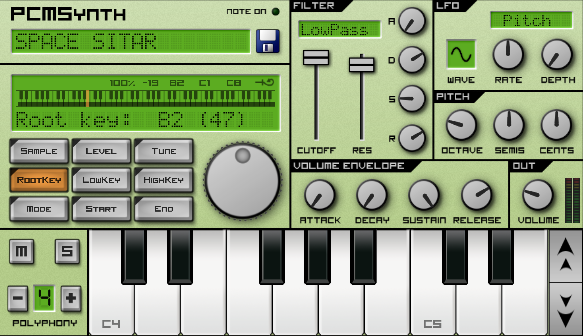 PCMSynth
NOTE ON
SPACE SITAR
100% -19 B2 C1 C8
Root key: B2 (47)
SAMPLE LEVEL TUNE
ROOTKEY LOWKEY HIGHKEY
MODE START END
FILTER
LowPass
A
D
S
R
CUTOFF RES
LFO
Pitch
WAVE RATE DEPTH
PITCH
OCTAVE SEMIS CENTS
VOLUME ENVELOPE
ATTACK DECAY SUSTAIN RELEASE
OUT
VOLUME
M S
- 4 +
POLYPHONY
C4 C5